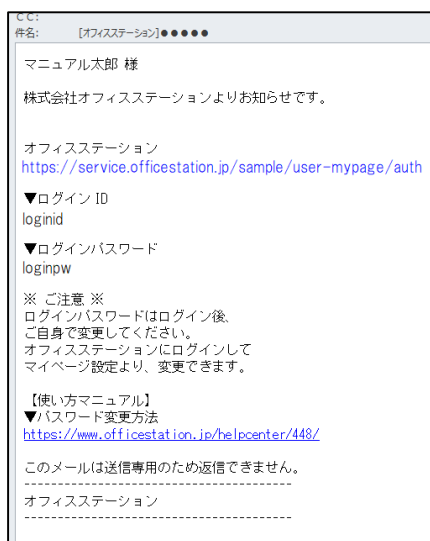 CC:
件名: [オフィスステーション]●●●●●
マニュアル太郎 様
株式会社オフィスステーションよりお知らせです。
オフィスステーション
https://service.officestation.jp/sample/user-mypage/auth
▼ログイン ID
loginid
▼ログインパスワード
loginpw
※ ご注意 ※
ログインパスワードはログイン後、
ご自身で変更してください。
オフィスステーションにログインして
マイページ設定より、変更できます。
【使い方マニュアル】
▼パスワード変更方法
https://www.officestation.jp/helpcenter/448/
このメールは送信専用のため返信できません。
----------------------------------------
オフィスステーション
----------------------------------------